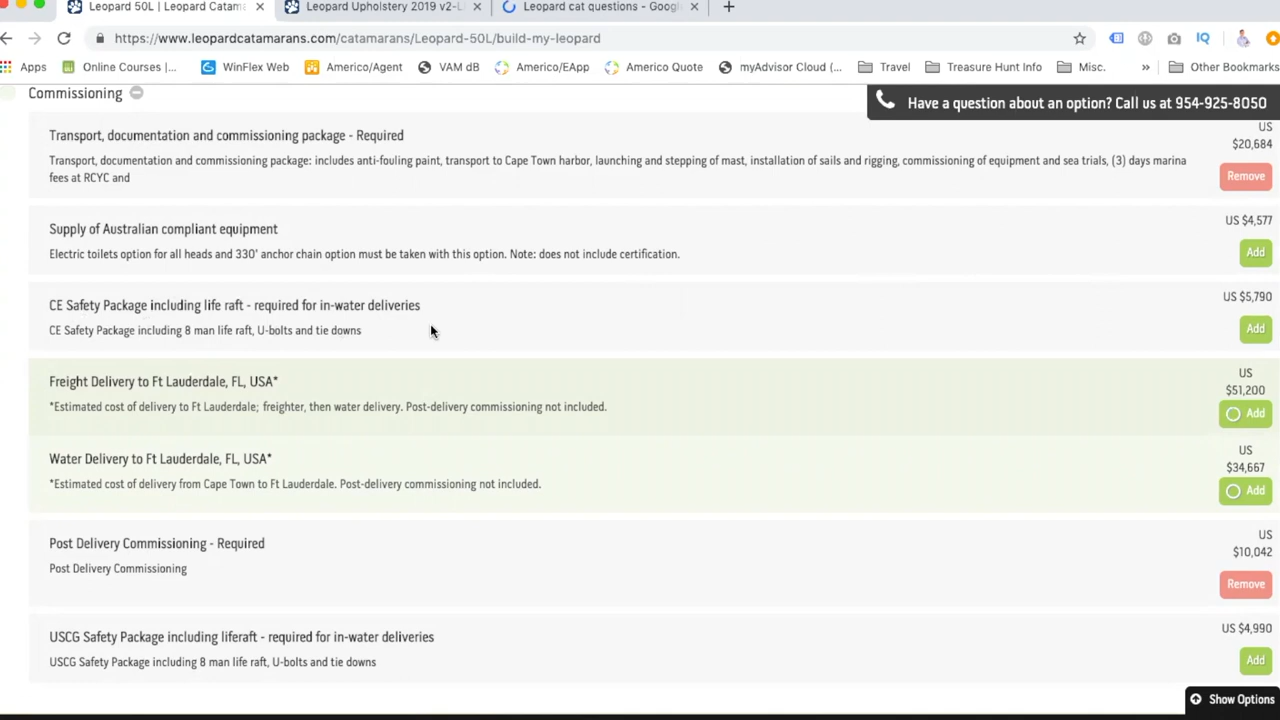 Leopard 50L | Leopard Catam
Leopard Upholstery 2019 v2-L
Leopard cat questions - Google
https://www.leopardcatamarans.com/catamarans/Leopard-50L/build-my-leopard
IQ
Apps Online Courses |... WinFlex Web Americo/Agent VAM dB Americo/EApp Americo Quote myAdvisor Cloud (... Travel Treasure Hunt Info Misc. » Other Bookmarks
Commissioning
Have a question about an option? Call us at 954-925-8050
Transport, documentation and commissioning package - Required
US
$20,684
Transport, documentation and commissioning package: includes anti-fouling paint, transport to Cape Town harbor, launching and stepping of mast, installation of sails and rigging, commissioning of equipment and sea trials, (3) days marina
fees at RCYC and
Remove
Supply of Australian compliant equipment
US $4,577
Electric toilets option for all heads and 330' anchor chain option must be taken with this option. Note: does not include certification.
Add
CE Safety Package including life raft - required for in-water deliveries
US $5,790
CE Safety Package including 8 man life raft, U-bolts and tie downs
Add
Freight Delivery to Ft Lauderdale, FL, USA*
US
$51,200
*Estimated cost of delivery to Ft Lauderdale; freighter, then water delivery. Post-delivery commissioning not included.
Add
Water Delivery to Ft Lauderdale, FL, USA*
US
$34,667
*Estimated cost of delivery from Cape Town to Ft Lauderdale. Post-delivery commissioning not included.
Add
Post Delivery Commissioning - Required
US
$10,042
Post Delivery Commissioning
Remove
USCG Safety Package including liferaft - required for in-water deliveries
US $4,990
USCG Safety Package including 8 man life raft, U-bolts and tie downs
Add
Show Options